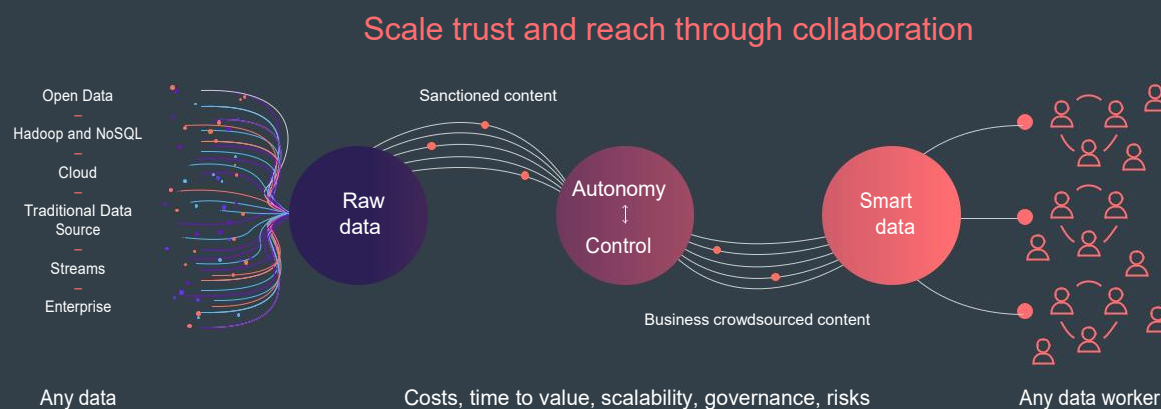 Scale trust and reach through collaboration
Open Data
Hadoop and NoSQL
Cloud
Traditional Data
Source
Streams
Enterprise
Sanctioned content
Raw
data
Autonomy
Control
Smart
data
Business crowdsourced content
Any data
Costs, time to value, scalability, governance, risks
Any data worker